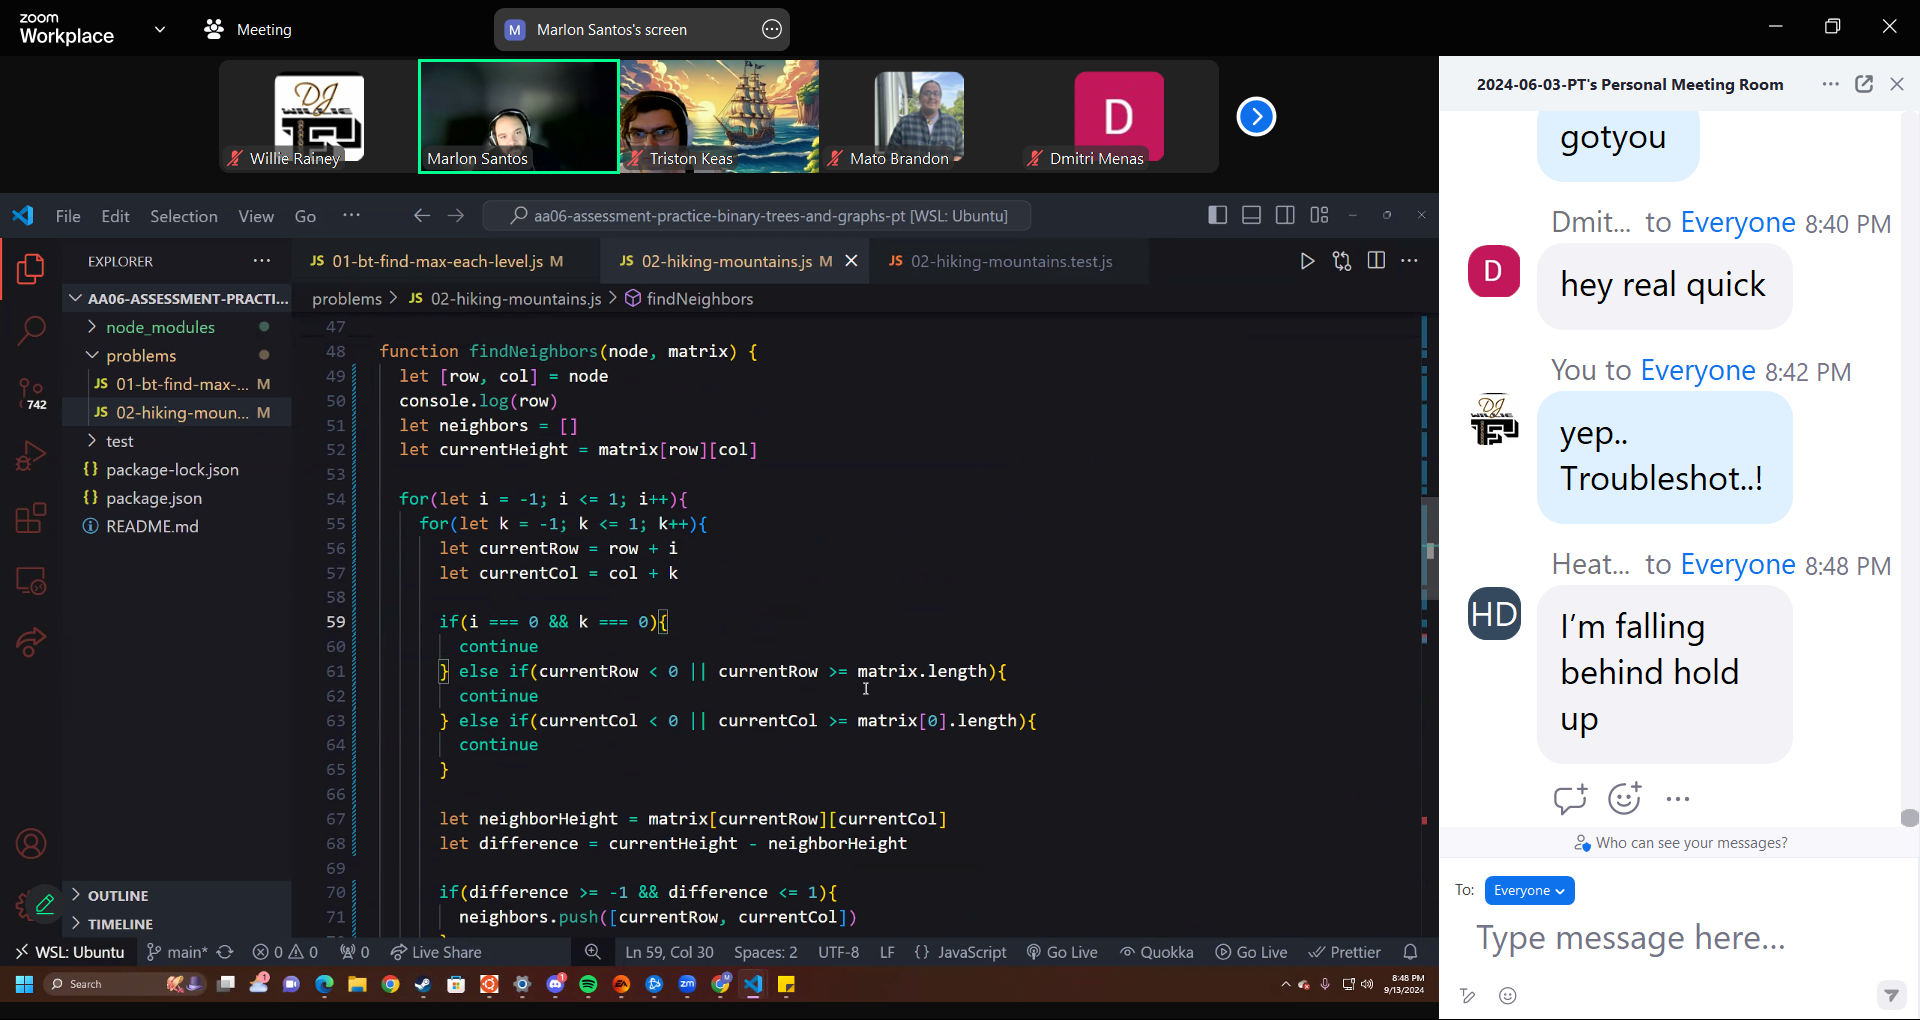 zoom
Workplace
Meeting
M Marlon Santos's screen
DJ
WILLIE
Willie Rainey
Marlon Santos
Triston Keas
Mato Brandon
D
Dmitri Menas
File Edit Selection View Go ···
aa06-assessment-practice-binary-trees-and-graphs-pt [WSL: Ubuntu]
EXPLORER ···
JS 01-bt-find-max-each-level.js M
JS 02-hiking-mountains.js M
JS 02-hiking-mountains.test.js
AA06-ASSESSMENT-PRACTI...
problems > JS 02-hiking-mountains.js > findNeighbors
node_modules
problems
JS 01-bt-find-max-... M
JS 02-hiking-moun... M
test
{} package-lock.json
{} package.json
README.md
742
OUTLINE
TIMELINE
47
48 function findNeighbors(node, matrix) {
49 let [row, col] = node
50 console.log(row)
51 let neighbors = []
52 let currentHeight = matrix[row][col]
53
54 for(let i = -1; i <= 1; i++){
55 for(let k = -1; k <= 1; k++){
56 let currentRow = row + i
57 let currentCol = col + k
58
59 if(i === 0 && k === 0){
60 continue
61 } else if(currentRow < 0 || currentRow >= matrix.length){
62 continue
63 } else if(currentCol < 0 || currentCol >= matrix[0].length){
64 continue
65 }
66
67 let neighborHeight = matrix[currentRow][currentCol]
68 let difference = currentHeight - neighborHeight
69
70 if(difference >= -1 && difference <= 1){
71 neighbors.push([currentRow, currentCol])
WSL: Ubuntu main* 0 0 0 Live Share
Ln 59, Col 30 Spaces: 2 UTF-8 LF {} JavaScript Go Live Quokka Go Live Prettier
Search
zm
8:48 PM
9/13/2024
2024-06-03-PT's Personal Meeting Room
gotyou
Dmit... to Everyone 8:40 PM
D
hey real quick
You to Everyone 8:42 PM
yep..
Troubleshot..!
Heat... to Everyone 8:48 PM
HD
I’m falling
behind hold
up
Who can see your messages?
To: Everyone
Type message here...